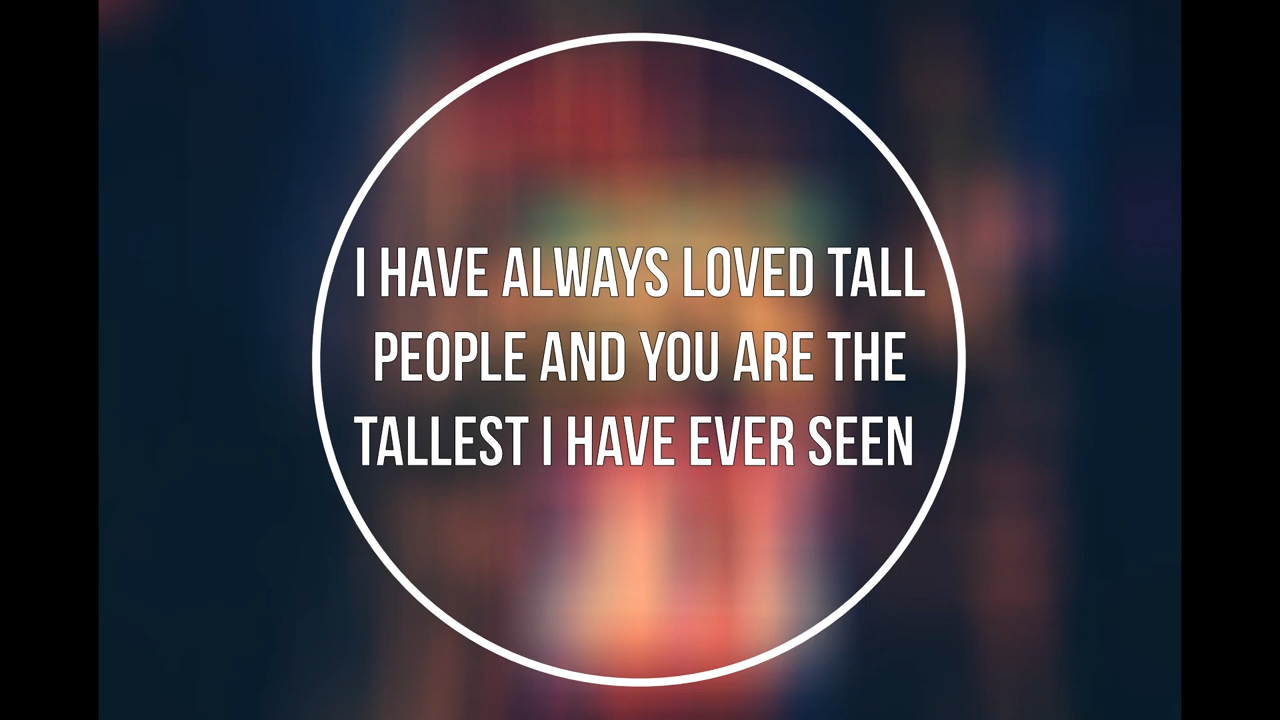 I HAVE ALWAYS LOVED TALL
PEOPLE AND YOU ARE THE
TALLEST I HAVE EVER SEEN